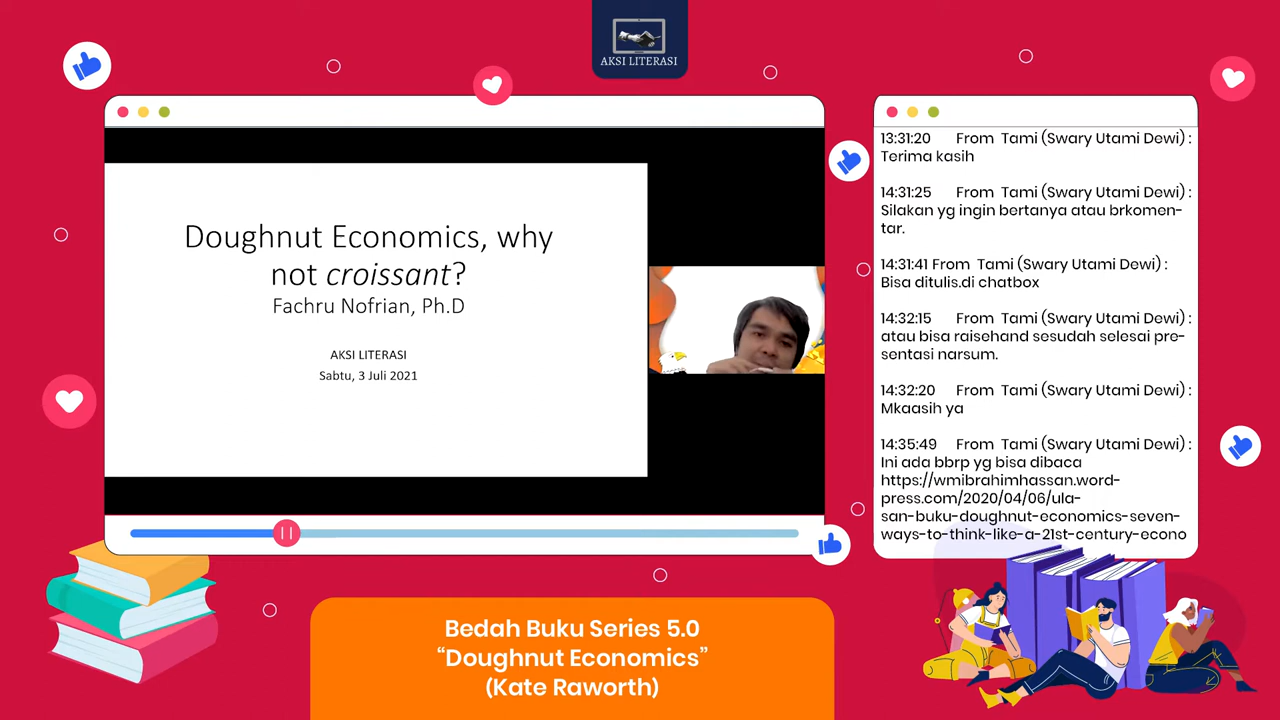 AKSI LITERASI
Doughnut Economics, why
not croissant?
Fachru Nofrian, Ph.D
AKSI LITERASI
Sabtu, 3 Juli 2021
13:31:20 From Tami (Swary Utami Dewi) :
Terima kasih
14:31:25 From Tami (Swary Utami Dewi) :
Silakan yg ingin bertanya atau brkomen-
tar.
14:31:41 From Tami (Swary Utami Dewi) :
Bisa ditulis.di chatbox
14:32:15 From Tami (Swary Utami Dewi) :
atau bisa raisehand sesudah selesai pre-
sentasi narsum.
14:32:20 From Tami (Swary Utami Dewi) :
Mkaasih ya
14:35:49 From Tami (Swary Utami Dewi) :
Ini ada bbrp yg bisa dibaca
https://wmibrahimhassan.word-
press.com/2020/04/06/ula-
san-buku-doughnut-economics-seven-
ways-to-think-like-a-21st-century-econo
Bedah Buku Series 5.0
“Doughnut Economics”
(Kate Raworth)